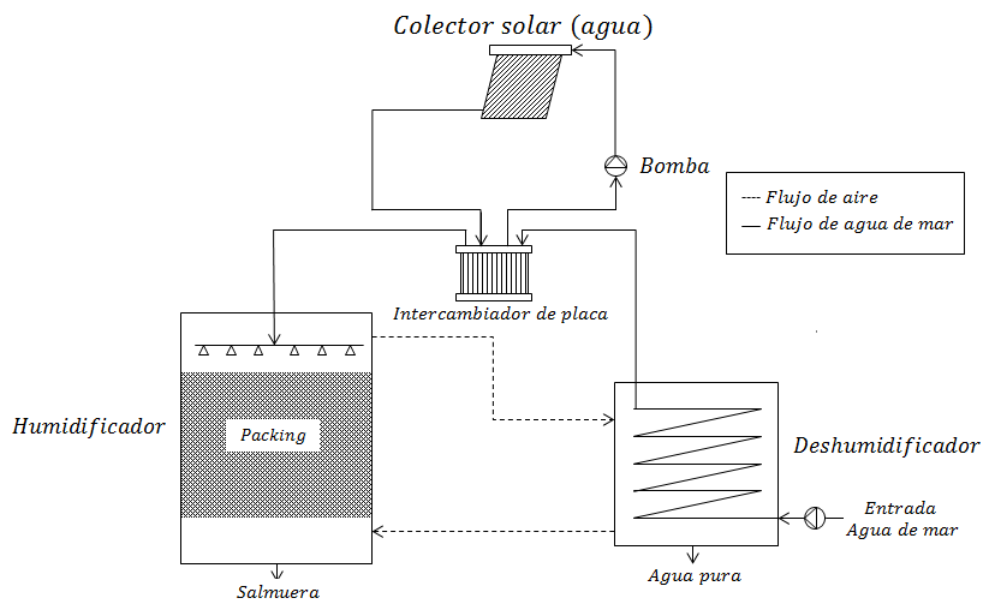 Colector solar (agua)
Bomba
---- Flujo de aire
— Flujo de agua de mar
Intercambiador de placa
Humidificador
Packing
Deshumidificador
Entrada
Agua de mar
Agua pura
Salmuera